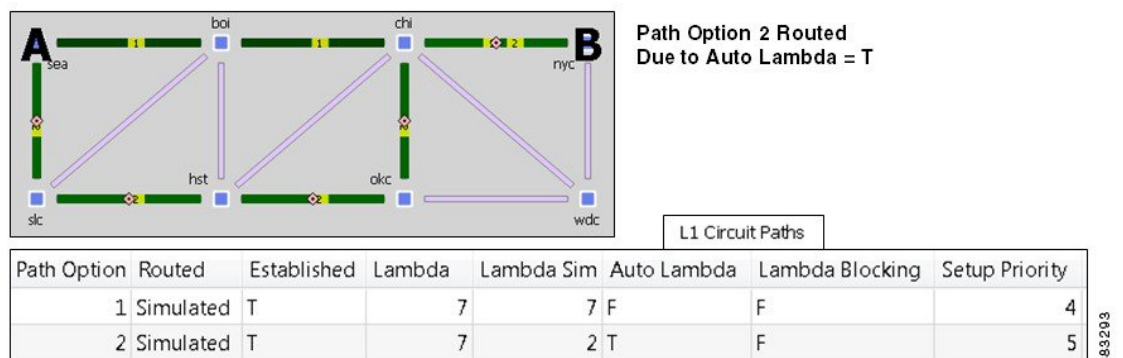 boi
chi
A
1
1
2
B
sea
nyc
Path Option 2 Routed
Due to Auto Lambda = T
2
2
hst
okc
2
2
slc
wdc
L1 Circuit Paths
Path Option Routed Established Lambda Lambda Sim Auto Lambda Lambda Blocking Setup Priority
1 Simulated T 7 7 F F 4
2 Simulated T 7 2 T F 5
83293